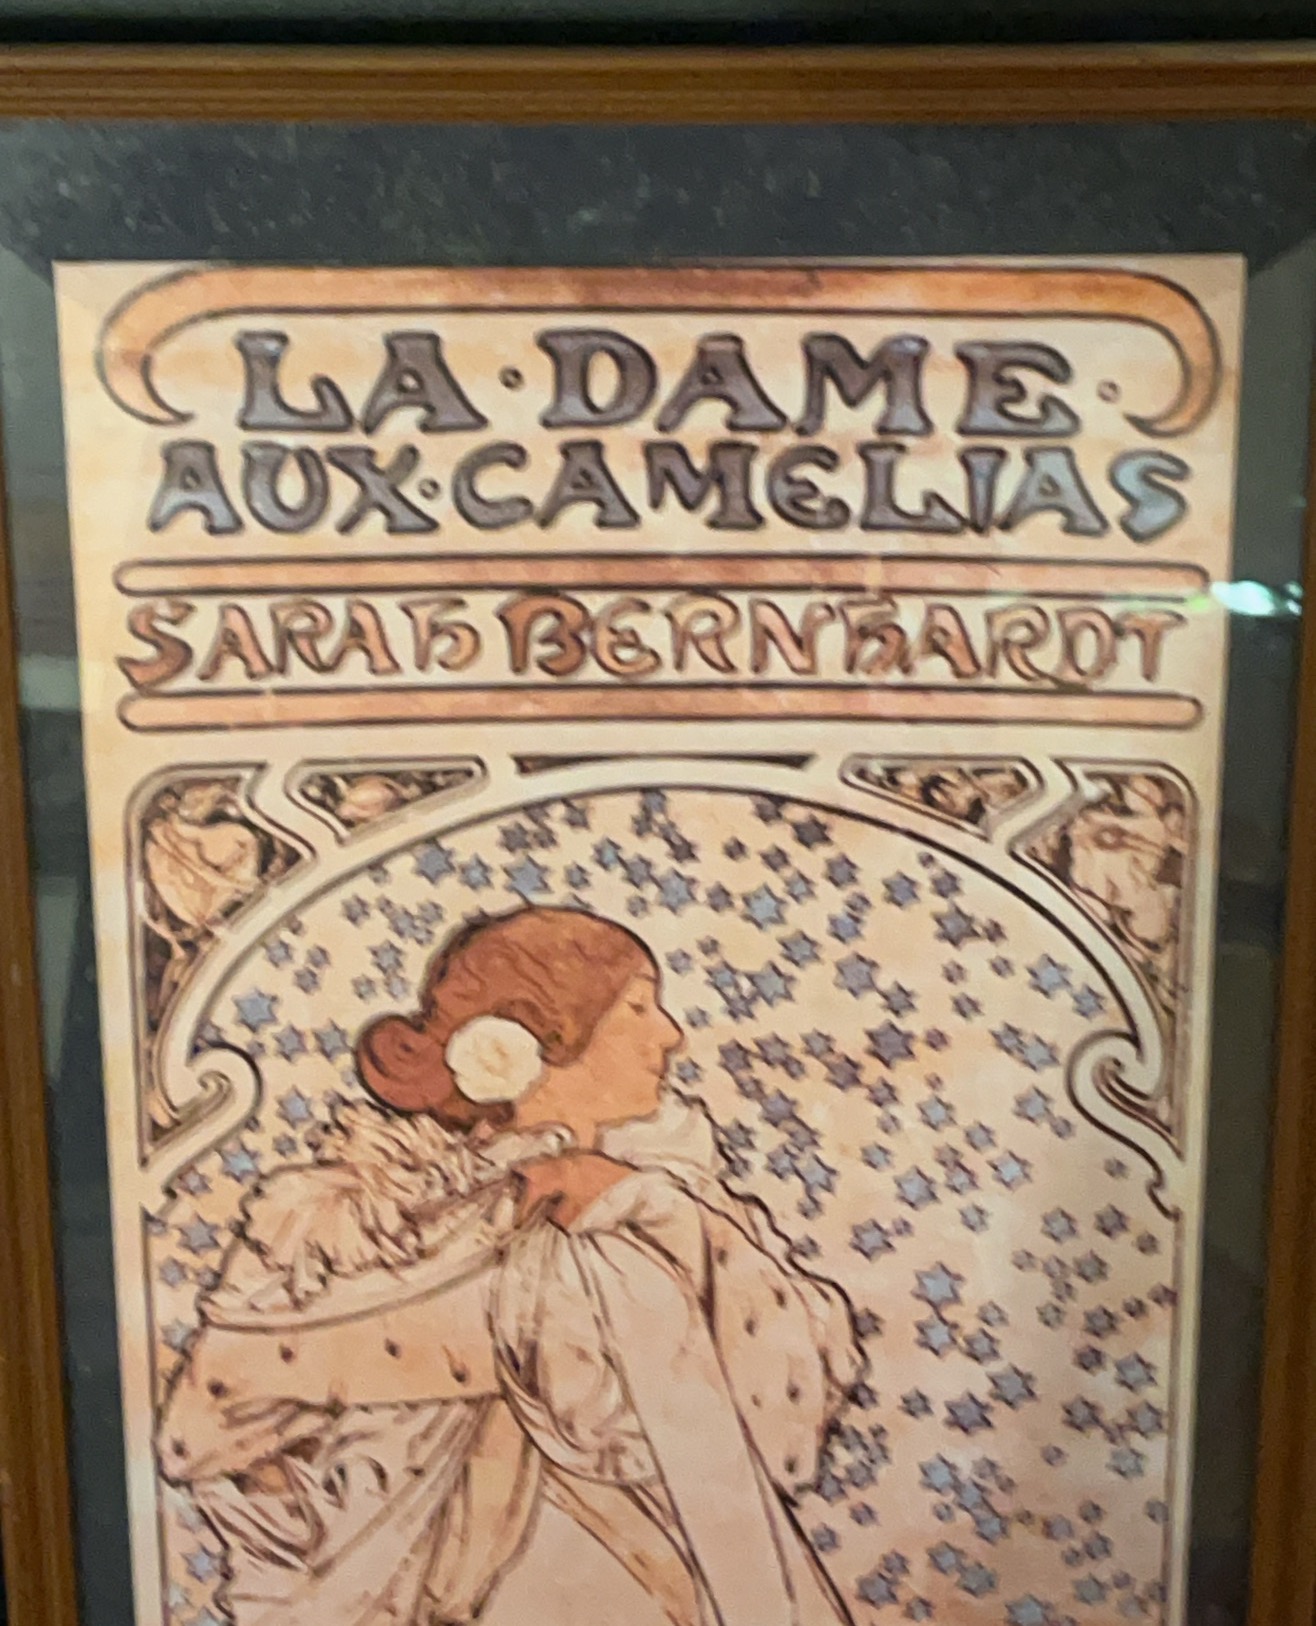 LA · DAME ·
AUX · CAMELIAS
SARAH BERNHARDT